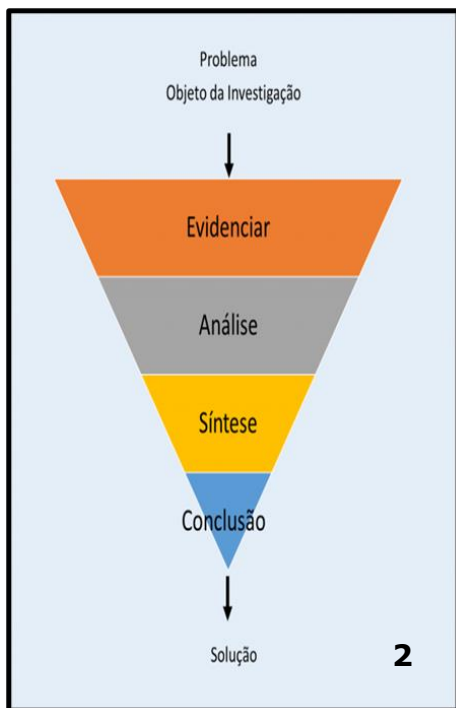 Problema
Objeto da Investigação
Evidenciar
Análise
Síntese
Conclusão
Solução
2